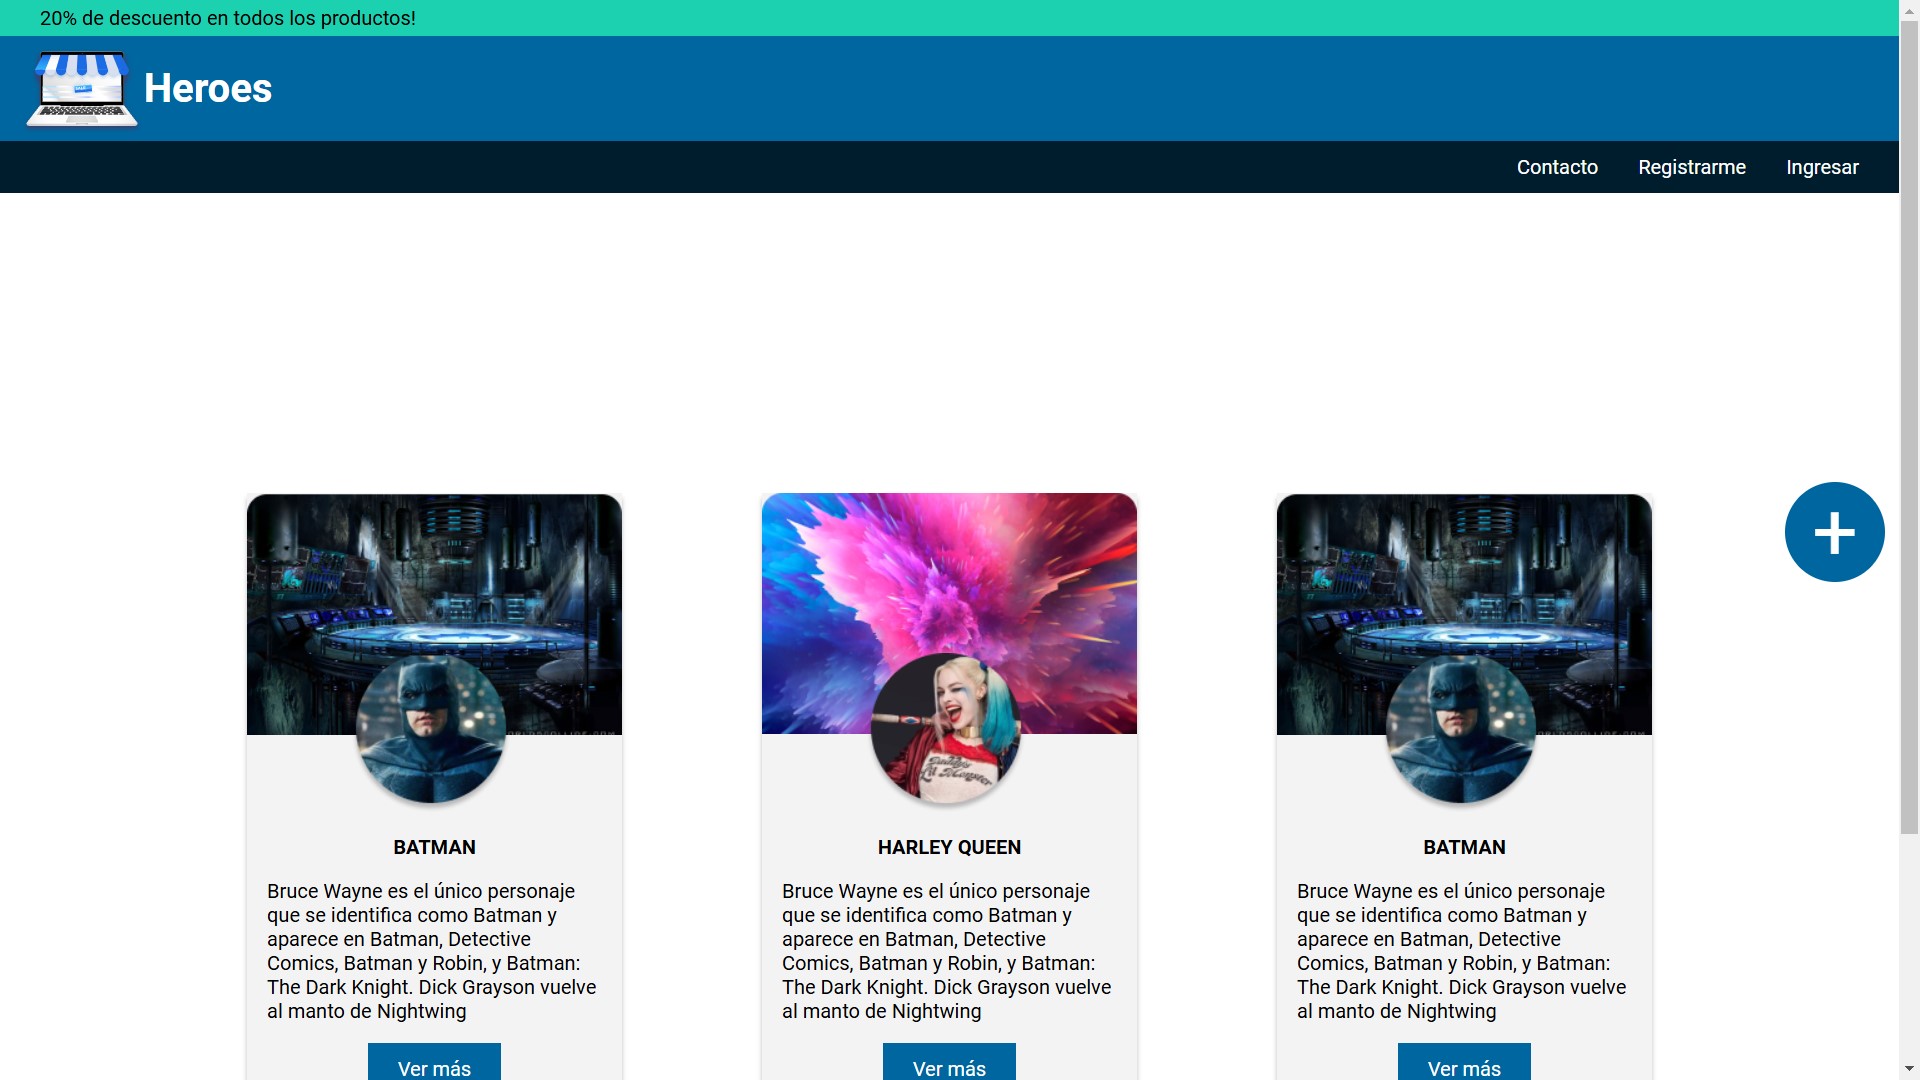 20% de descuento en todos los productos!
Heroes
Contacto Registrarme Ingresar
BATMAN
Bruce Wayne es el único personaje
que se identifica como Batman y
aparece en Batman, Detective
Comics, Batman y Robin, y Batman:
The Dark Knight. Dick Grayson vuelve
al manto de Nightwing
Ver más
Daddy's
Lil Monster
HARLEY QUEEN
Bruce Wayne es el único personaje
que se identifica como Batman y
aparece en Batman, Detective
Comics, Batman y Robin, y Batman:
The Dark Knight. Dick Grayson vuelve
al manto de Nightwing
Ver más
BATMAN
Bruce Wayne es el único personaje
que se identifica como Batman y
aparece en Batman, Detective
Comics, Batman y Robin, y Batman:
The Dark Knight. Dick Grayson vuelve
al manto de Nightwing
Ver más